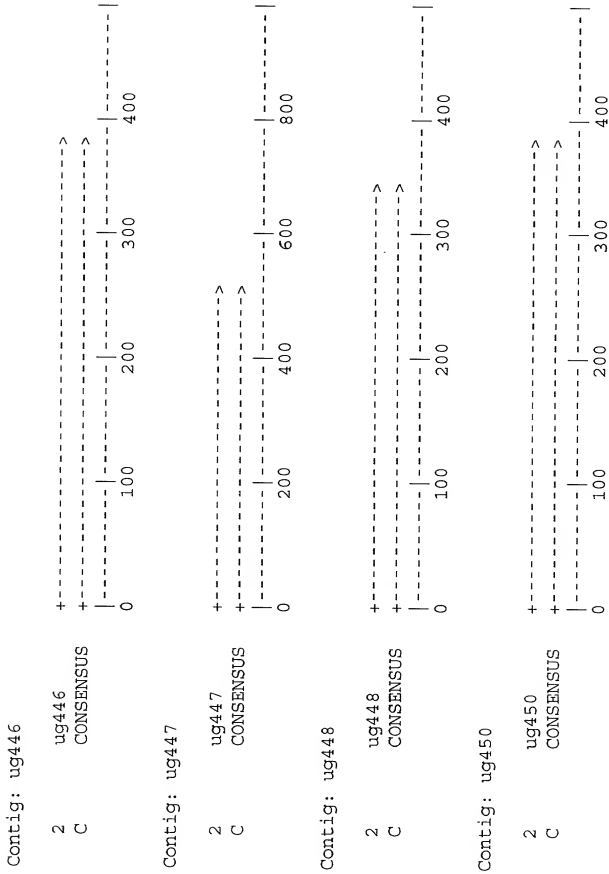 Contig: ug446
2 ug446 +----------------------------------->
C CONSENSUS +----------------------------------->
|---------|---------|---------|---------|---------|
0 100 200 300 400
Contig: ug447
2 ug447 +------------------------>
C CONSENSUS +------------------------>
|---------|---------|---------|---------|---------|
0 200 400 600 800
Contig: ug448
2 ug448 +-------------------------------->
C CONSENSUS +-------------------------------->
|---------|---------|---------|---------|---------|
0 100 200 300 400
Contig: ug450
2 ug450 +----------------------------------->
C CONSENSUS +----------------------------------->
|---------|---------|---------|---------|---------|
0 100 200 300 400